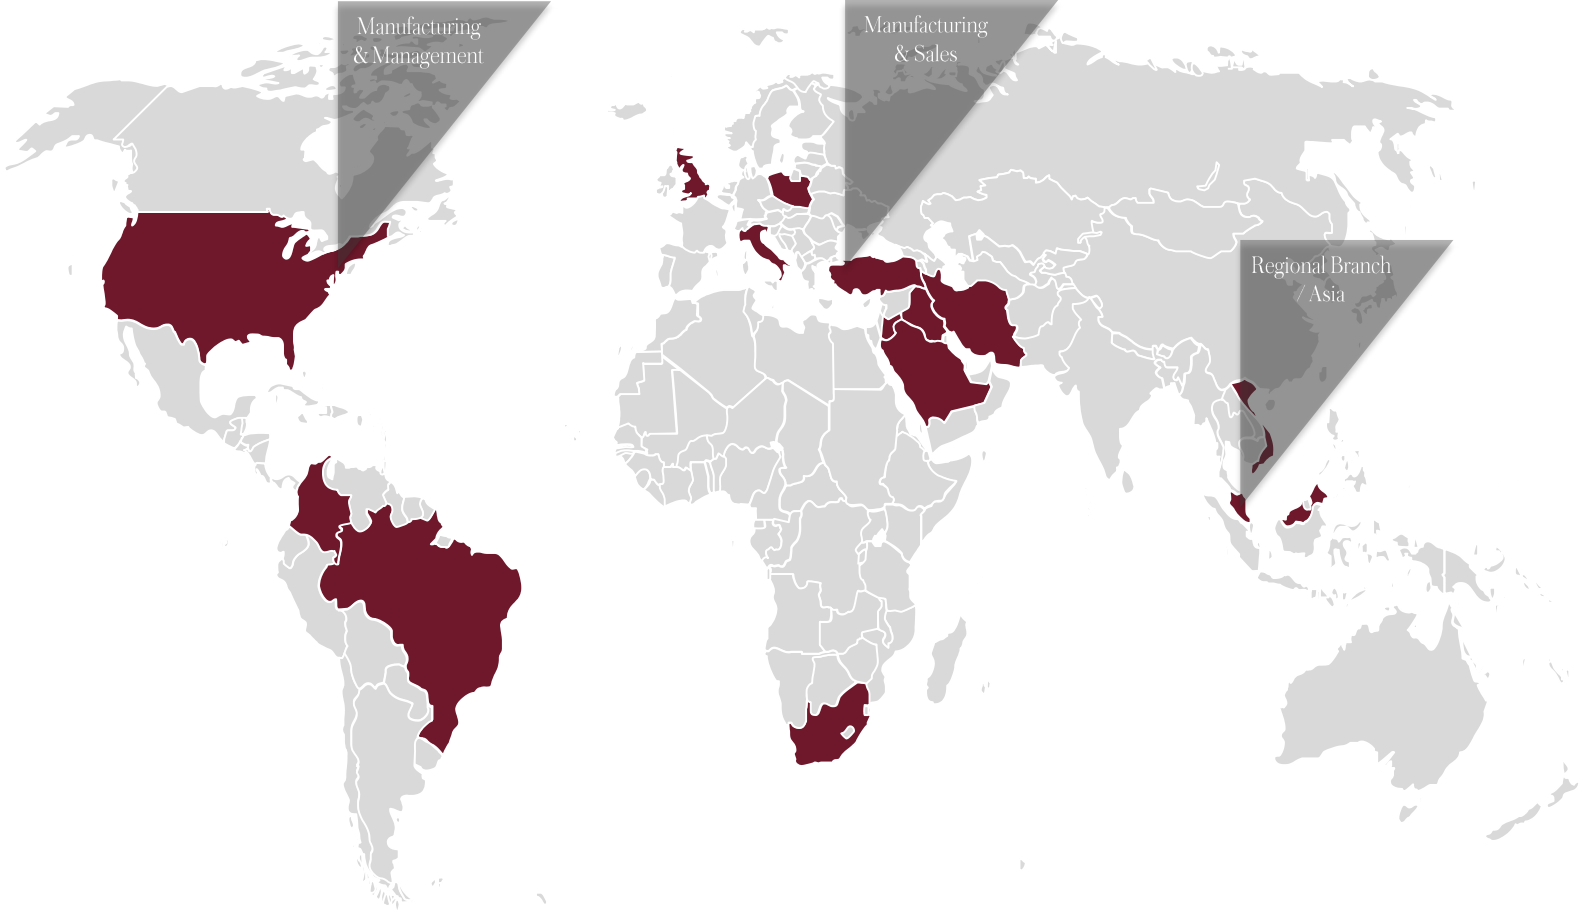 Manufacturing
& Management
Manufacturing
& Sales
Regional Branch
/ Asia